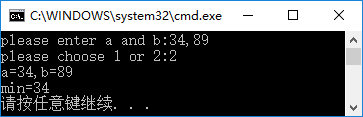 C:\WINDOWS\system32\cmd.exe
please enter a and b:34,89
please choose 1 or 2:2
a=34,b=89
min=34
请按任意键继续. . .